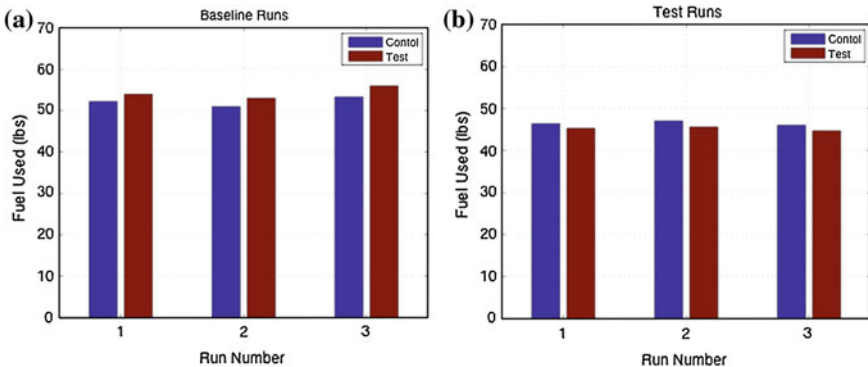 (a)
Baseline Runs
Contol
Test
70
60
50
40
30
20
10
0
Fuel Used (lbs)
1 2 3
Run Number
(b)
Test Runs
Contol
Test
70
60
50
40
30
20
10
0
Fuel Used (lbs)
1 2 3
Run Number